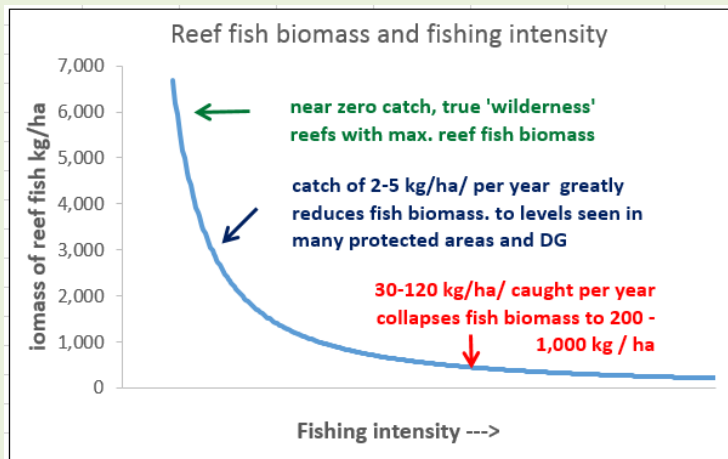 Reef fish biomass and fishing intensity
7,000
6,000
5,000
4,000
3,000
2,000
1,000
0
iomass of reef fish kg/ha
near zero catch, true 'wilderness'
reefs with max. reef fish biomass
catch of 2-5 kg/ha/ per year greatly
reduces fish biomass. to levels seen in
many protected areas and DG
30-120 kg/ha/ caught per year
collapses fish biomass to 200 -
1,000 kg / ha
Fishing intensity --->